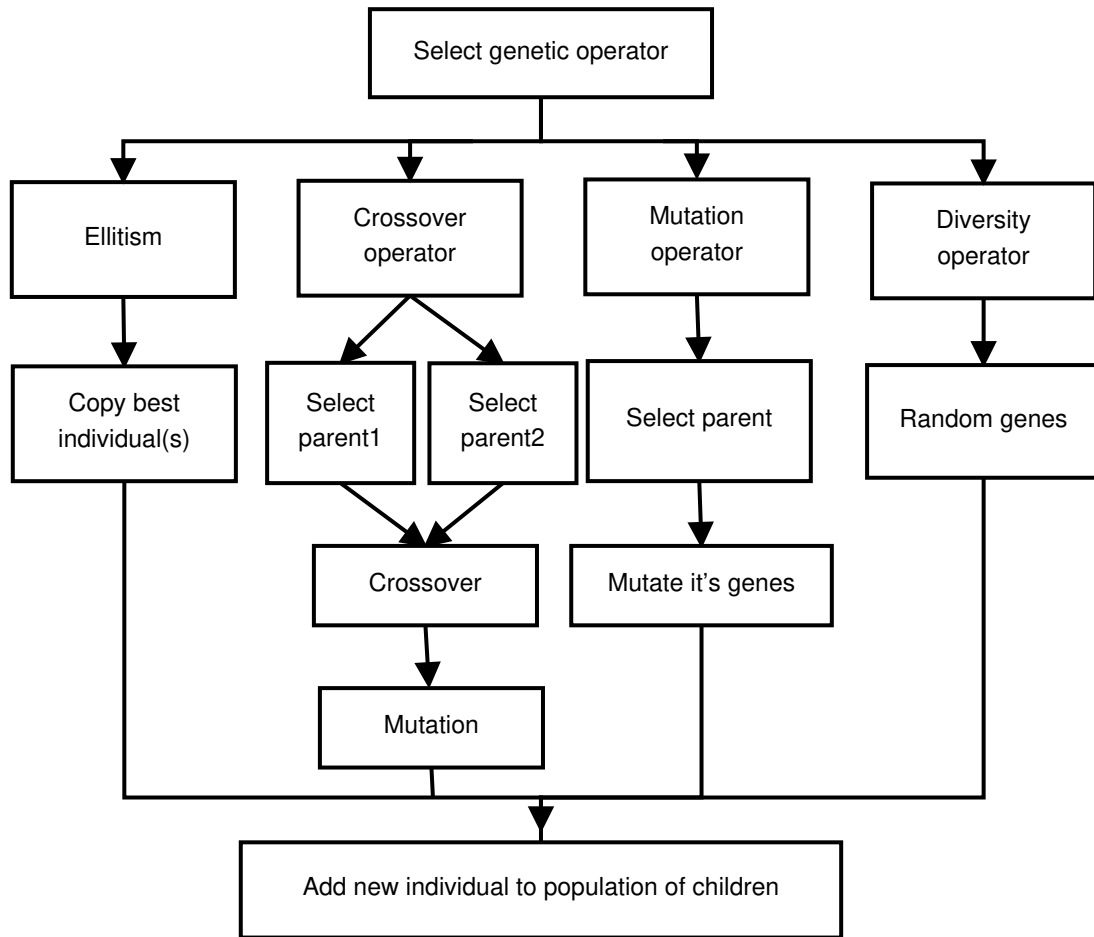 Select genetic operator
Ellitism
Crossover
operator
Mutation
operator
Diversity
operator
Copy best
individual(s)
Select
parent1
Select
parent2
Select parent
Random genes
Crossover
Mutate it’s genes
Mutation
Add new individual to population of children